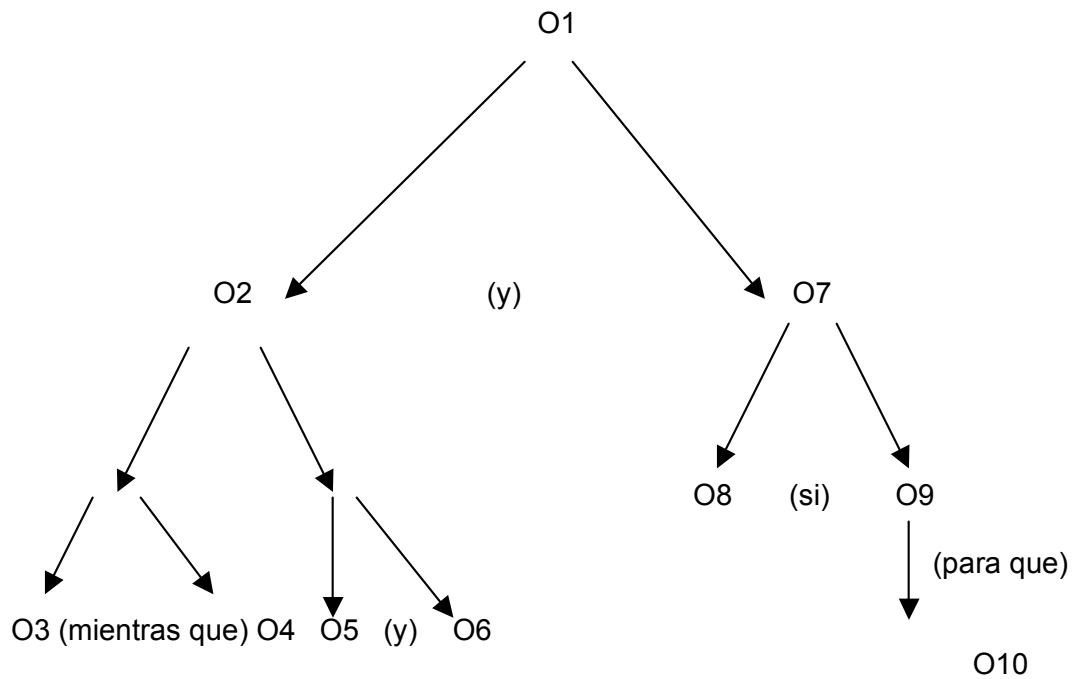 O1
O2 (y) O7
O8 (si) O9
(para que)
O3 (mientras que) O4 O5 (y) O6
O10